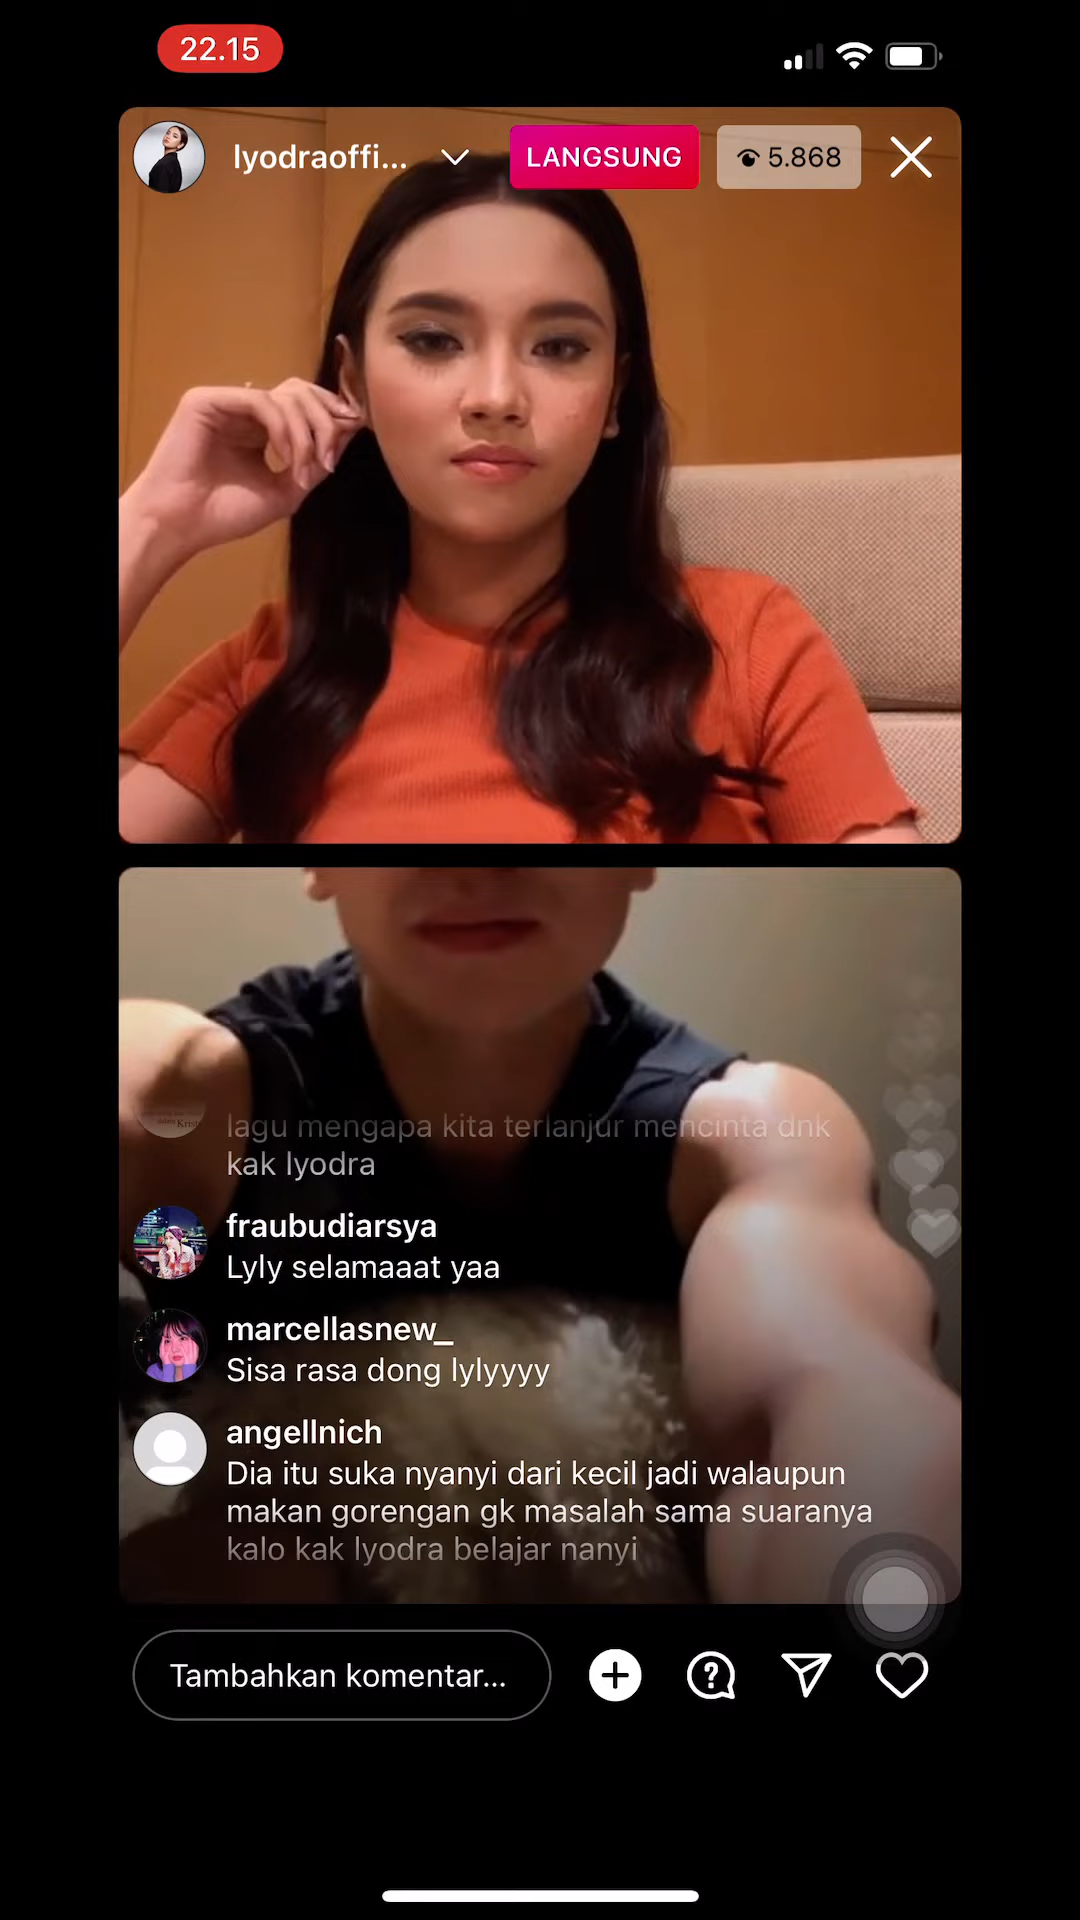 22.15
lyodraoffi...
LANGSUNG
5.868
lagu mengapa kita terlanjur mencinta dnk
kak lyodra
fraubudiarsya
Lyly selamaaat yaa
marcellasnew_
Sisa rasa dong lylyyyy
angellnich
Dia itu suka nyanyi dari kecil jadi walaupun
makan gorengan gk masalah sama suaranya
kalo kak lyodra belajar nanyi
Tambahkan komentar...